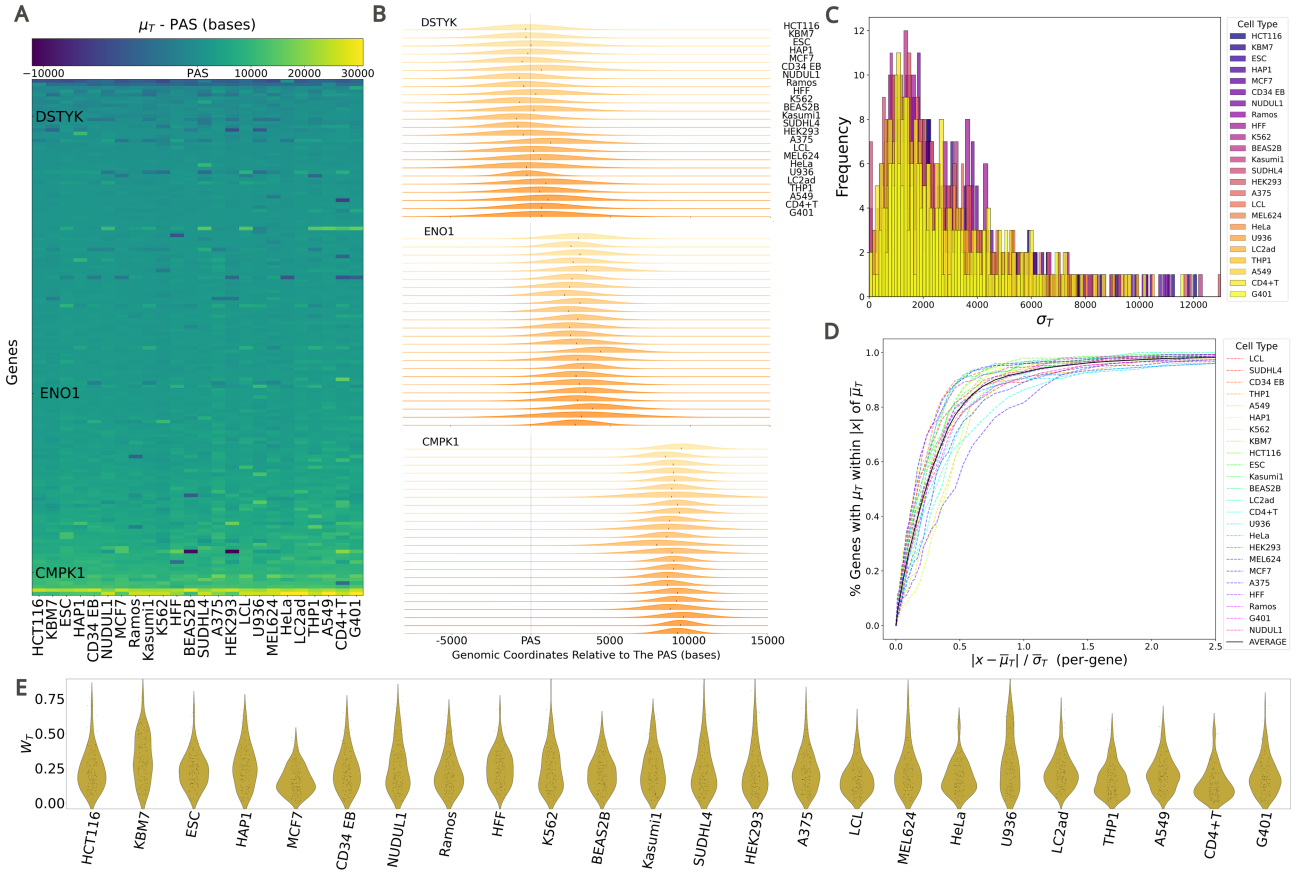 A
μT - PAS (bases)
−10000 PAS 10000 20000 30000
Genes
DSTYK
ENO1
CMPK1
HCT116
KBM7
ESC
HAP1
CD34 EB
NUDUL1
MCF7
Ramos
Kasumi1
K562
HFF
BEAS2B
SUDHL4
A375
HEK293
LCL
U936
MEL624
HeLa
LC2ad
THP1
A549
CD4+T
G401
B
DSTYK
HCT116
KBM7
ESC
HAP1
MCF7
CD34 EB
NUDUL1
Ramos
HFF
K562
BEAS2B
Kasumi1
SUDHL4
HEK293
A375
LCL
MEL624
HeLa
U936
LC2ad
THP1
A549
CD4+T
G401
ENO1
CMPK1
-5000 PAS 5000 10000 15000
Genomic Coordinates Relative to The PAS (bases)
C
Frequency
12
10
8
6
4
2
0
0 2000 4000 6000 8000 10000 12000
σT
Cell Type
HCT116
KBM7
ESC
HAP1
MCF7
CD34 EB
NUDUL1
Ramos
HFF
K562
BEAS2B
Kasumi1
SUDHL4
HEK293
A375
LCL
MEL624
HeLa
U936
LC2ad
THP1
A549
CD4+T
G401
D
% Genes with μT within |x| of μ̅T
1.0
0.8
0.6
0.4
0.2
0.0
0.0 0.5 1.0 1.5 2.0 2.5
|x − μ̅T| / σ̅T (per-gene)
Cell Type
LCL
SUDHL4
CD34 EB
THP1
A549
HAP1
K562
KBM7
HCT116
ESC
Kasumi1
BEAS2B
LC2ad
CD4+T
U936
HeLa
HEK293
MEL624
MCF7
A375
HFF
Ramos
G401
NUDUL1
AVERAGE
E
WT
0.75
0.50
0.25
0.00
HCT116
KBM7
ESC
HAP1
MCF7
CD34 EB
NUDUL1
Ramos
HFF
K562
BEAS2B
Kasumi1
SUDHL4
HEK293
A375
LCL
MEL624
HeLa
U936
LC2ad
THP1
A549
CD4+T
G401